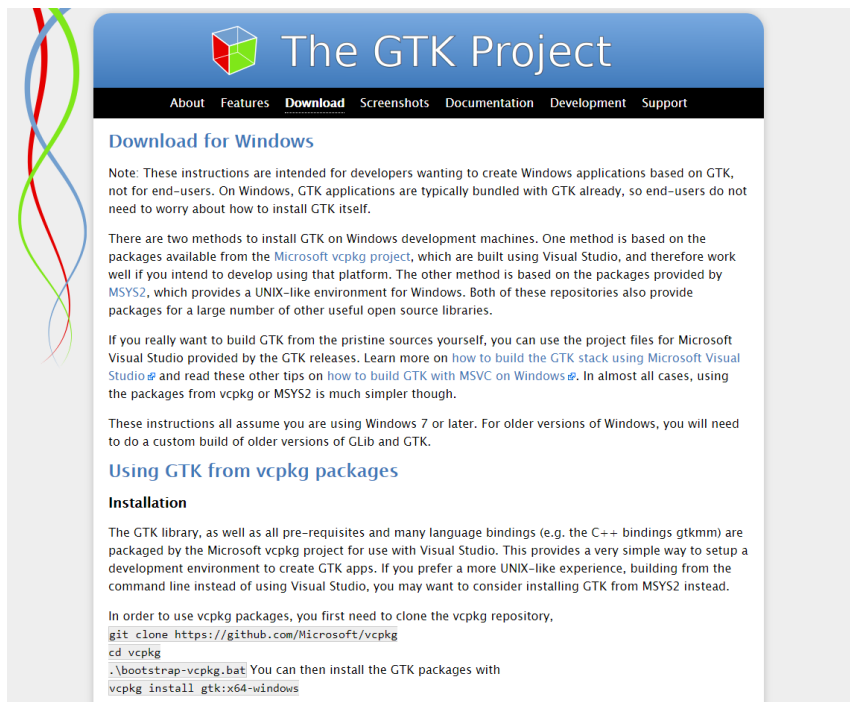 The GTK Project
About Features Download Screenshots Documentation Development Support
Download for Windows
Note: These instructions are intended for developers wanting to create Windows applications based on GTK,
not for end-users. On Windows, GTK applications are typically bundled with GTK already, so end-users do not
need to worry about how to install GTK itself.
There are two methods to install GTK on Windows development machines. One method is based on the
packages available from the Microsoft vcpkg project, which are built using Visual Studio, and therefore work
well if you intend to develop using that platform. The other method is based on the packages provided by
MSYS2, which provides a UNIX-like environment for Windows. Both of these repositories also provide
packages for a large number of other useful open source libraries.
If you really want to build GTK from the pristine sources yourself, you can use the project files for Microsoft
Visual Studio provided by the GTK releases. Learn more on how to build the GTK stack using Microsoft Visual
Studio and read these other tips on how to build GTK with MSVC on Windows. In almost all cases, using
the packages from vcpkg or MSYS2 is much simpler though.
These instructions all assume you are using Windows 7 or later. For older versions of Windows, you will need
to do a custom build of older versions of GLib and GTK.
Using GTK from vcpkg packages
Installation
The GTK library, as well as all pre-requisites and many language bindings (e.g. the C++ bindings gtkmm) are
packaged by the Microsoft vcpkg project for use with Visual Studio. This provides a very simple way to setup a
development environment to create GTK apps. If you prefer a more UNIX-like experience, building from the
command line instead of using Visual Studio, you may want to consider installing GTK from MSYS2 instead.
In order to use vcpkg packages, you first need to clone the vcpkg repository,
git clone https://github.com/Microsoft/vcpkg
cd vcpkg
.\bootstrap-vcpkg.bat You can then install the GTK packages with
vcpkg install gtk:x64-windows